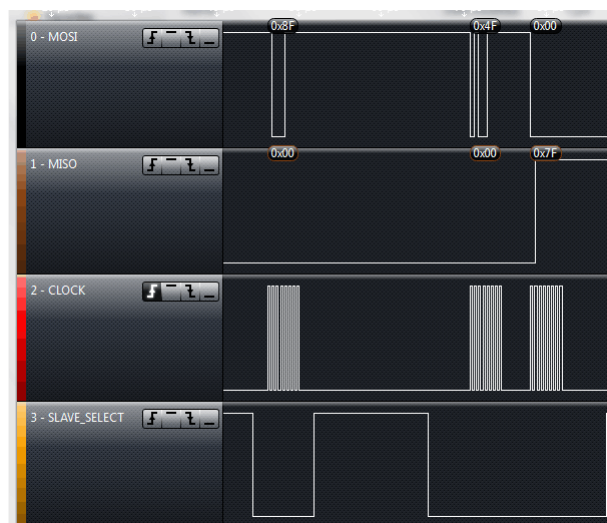 0 - MOSI
0x8F 0x4F 0x00
1 - MISO
0x00 0x00 0x7F
2 - CLOCK
3 - SLAVE_SELECT